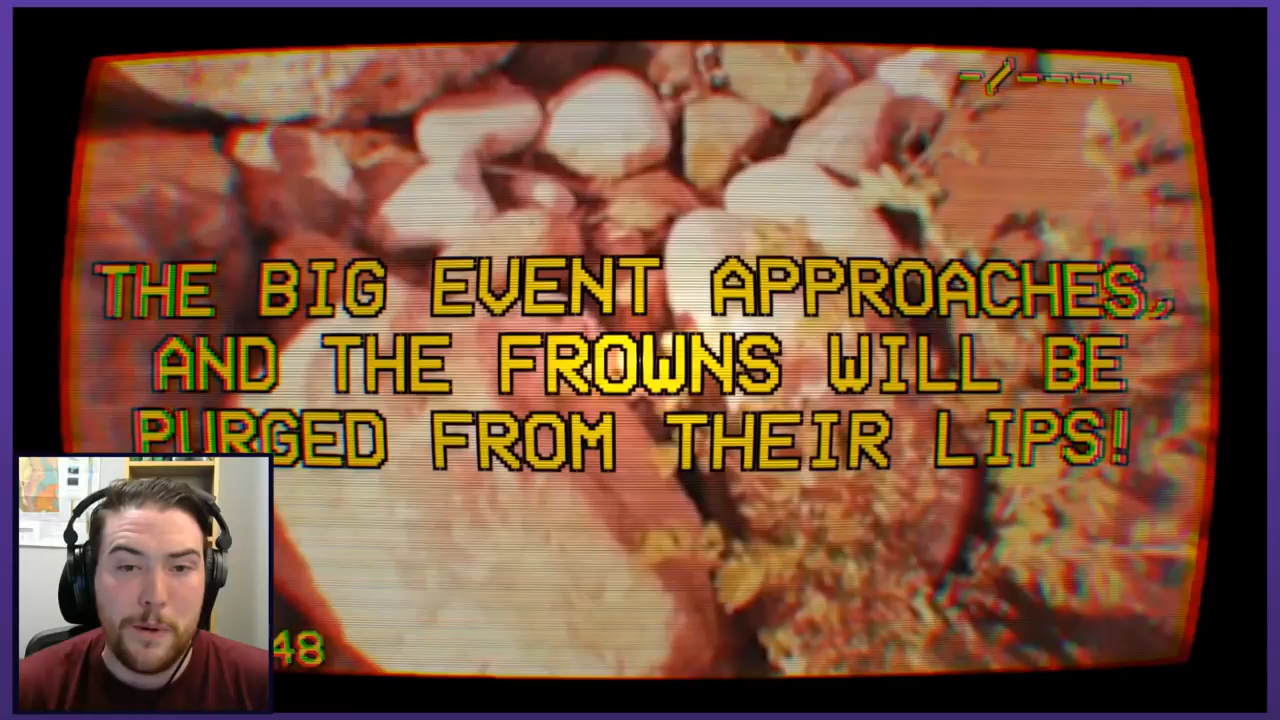 -/----
THE BIG EVENT APPROACHES,
AND THE FROWNS WILL BE
PURGED FROM THEIR LIPS!
48